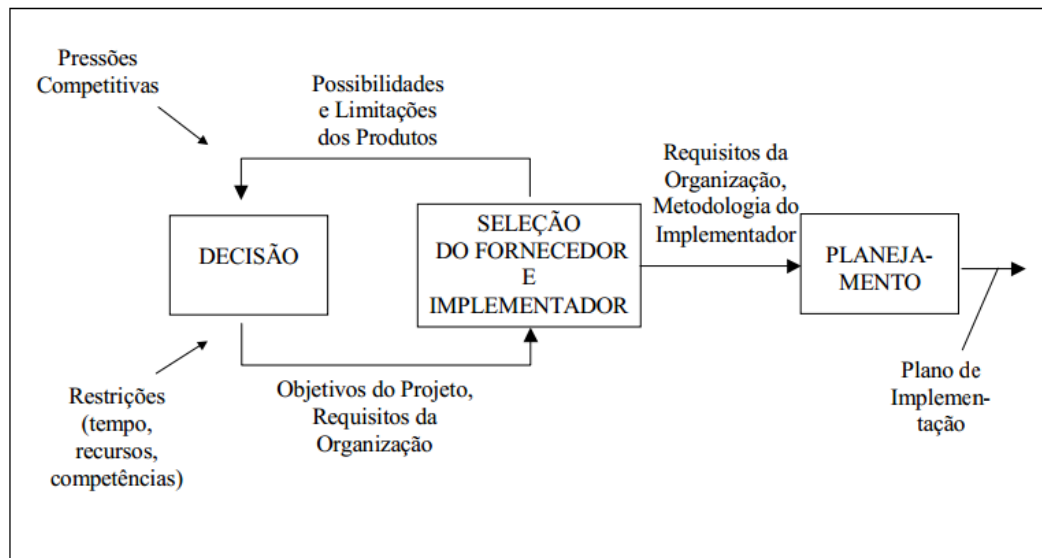 Pressões
Competitivas
Possibilidades
e Limitações
dos Produtos
Requisitos da
Organização,
Metodologia do
Implementador
DECISÃO
SELEÇÃO
DO FORNECEDOR
E
IMPLEMENTADOR
PLANEJA-
MENTO
Restrições
(tempo,
recursos,
competências)
Objetivos do Projeto,
Requisitos da
Organização
Plano de
Implemen-
tação